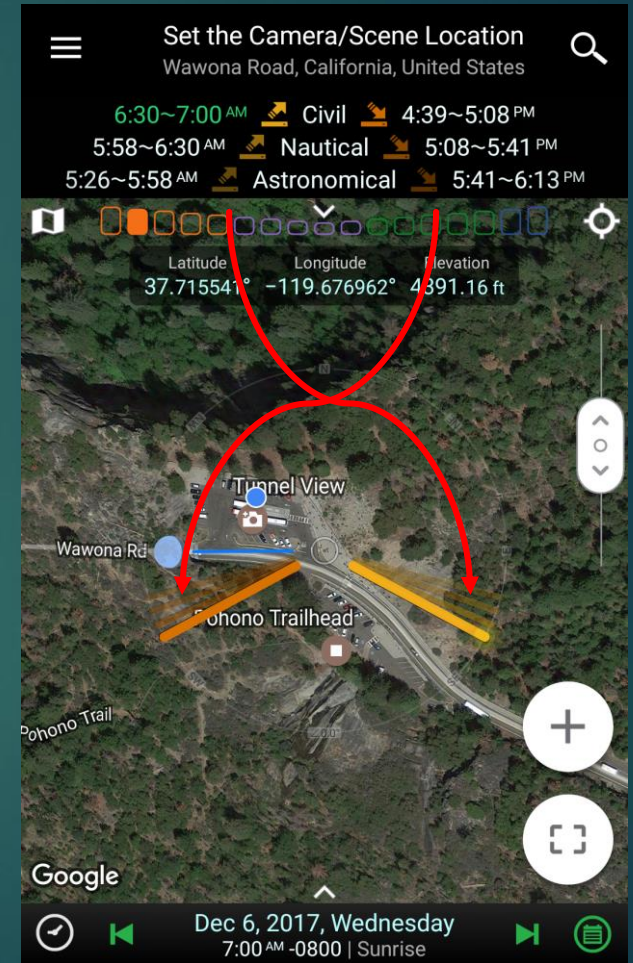 Set the Camera/Scene Location
Wawona Road, California, United States
6:30~7:00 AM Civil 4:39~5:08 PM
5:58~6:30 AM Nautical 5:08~5:41 PM
5:26~5:58 AM Astronomical 5:41~6:13 PM
Latitude Longitude Elevation
37.715541° -119.676962° 4391.16 ft
N
Tunnel View
Wawona Rd
Pohono Trailhead
Pohono Trail
Google
Dec 6, 2017, Wednesday
7:00 AM -0800 | Sunrise